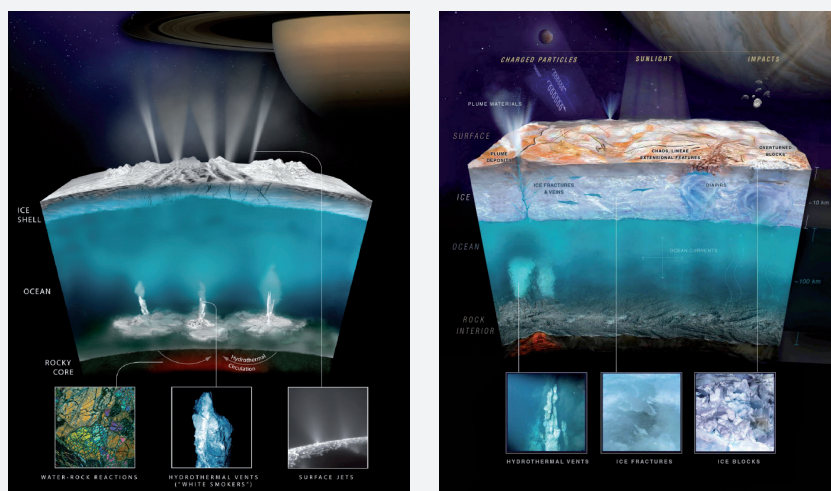 ICE
SHELL
OCEAN
ROCKY
CORE
Hydrothermal
Circulation
WATER-ROCK REACTIONS
HYDROTHERMAL VENTS
("WHITE SMOKERS")
SURFACE JETS
CHARGED PARTICLES
SUNLIGHT
IMPACTS
PLUME MATERIALS
SURFACE
PLUME
DEPOSITS
CHAOS, LINEAE
EXTENSIONAL FEATURES
OVERTURNED
BLOCKS
ICE
ICE FRACTURES
& VEINS
DIAPIRS
~10 km
OCEAN
OCEAN CURRENTS
~100 km
ROCK
INTERIOR
HYDROTHERMAL VENTS
ICE FRACTURES
ICE BLOCKS